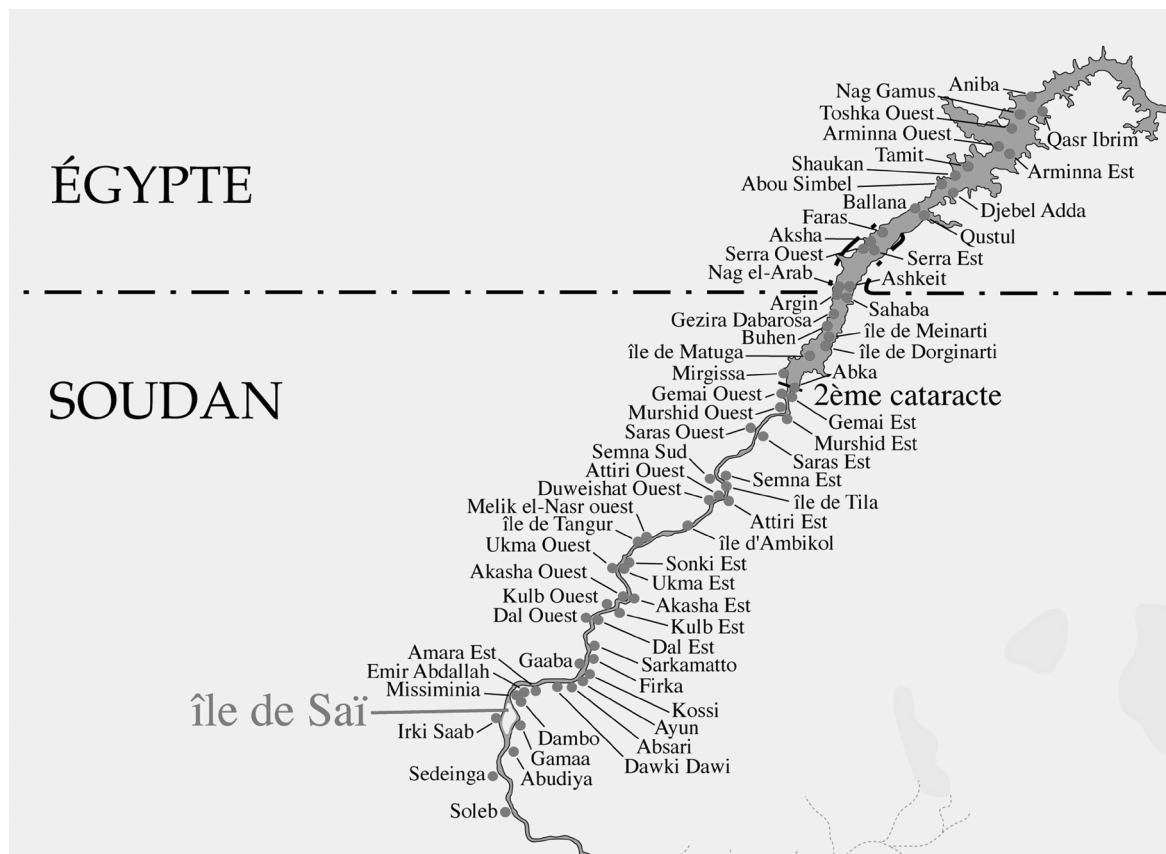 Aniba
Nag Gamus
Toshka Ouest
Arminna Ouest
Qasr Ibrim
Tamit
Shaukan
Arminna Est
Abou Simbel
ÉGYPTE
Ballana
Djebel Adda
Faras
Aksha
Qustul
Serra Ouest
Serra Est
Nag el-Arab
Ashkeit
Argin
Sahaba
Gezira Dabarosa
île de Meinarti
Buhen
île de Matuga
île de Dorginarti
Mirgissa
Abka
SOUDAN
Gemai Ouest
2ème cataracte
Murshid Ouest
Gemai Est
Saras Ouest
Murshid Est
Semna Sud
Saras Est
Attiri Ouest
Semna Est
Duweishat Ouest
île de Tila
Melik el-Nasr ouest
Attiri Est
île de Tangur
île d'Ambikol
Ukma Ouest
Sonki Est
Akasha Ouest
Ukma Est
Kulb Ouest
Akasha Est
Dal Ouest
Kulb Est
Dal Est
Amara Est
Gaaba
Sarkamatto
Emir Abdallah
Firka
Missiminia
île de Saï
Kossi
Irki Saab
Ayun
Dambo
Absari
Gamaa
Dawki Dawi
Sedeinga
Abudiya
Soleb